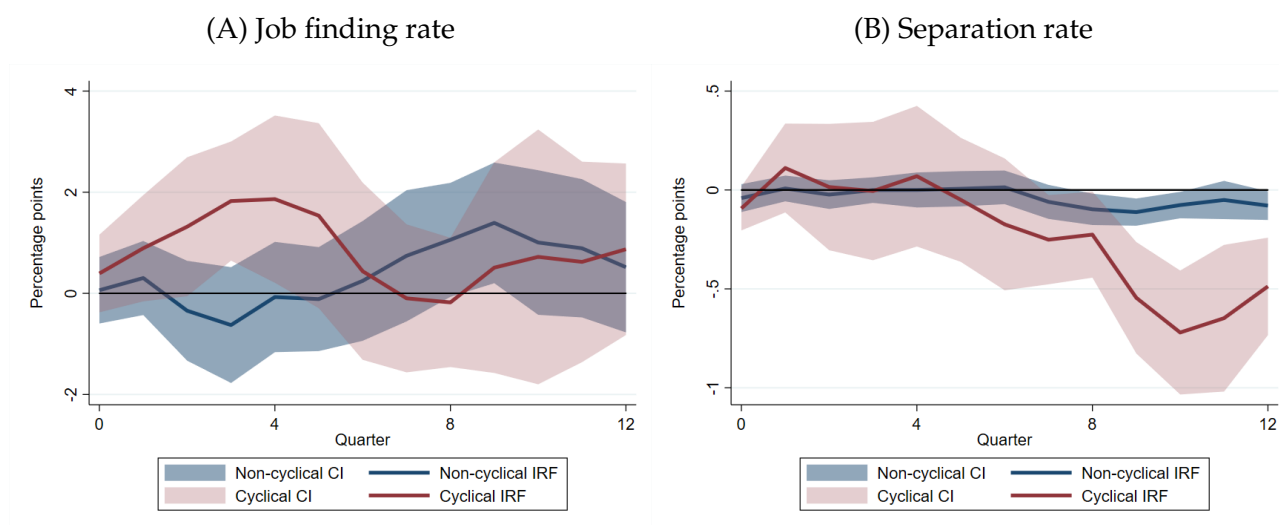 (A) Job finding rate
(B) Separation rate
Percentage points
4
2
0
-2
0
4
8
12
Quarter
Non-cyclical CI
Non-cyclical IRF
Cyclical CI
Cyclical IRF
Percentage points
.5
0
-.5
-1
0
4
8
12
Quarter
Non-cyclical CI
Non-cyclical IRF
Cyclical CI
Cyclical IRF